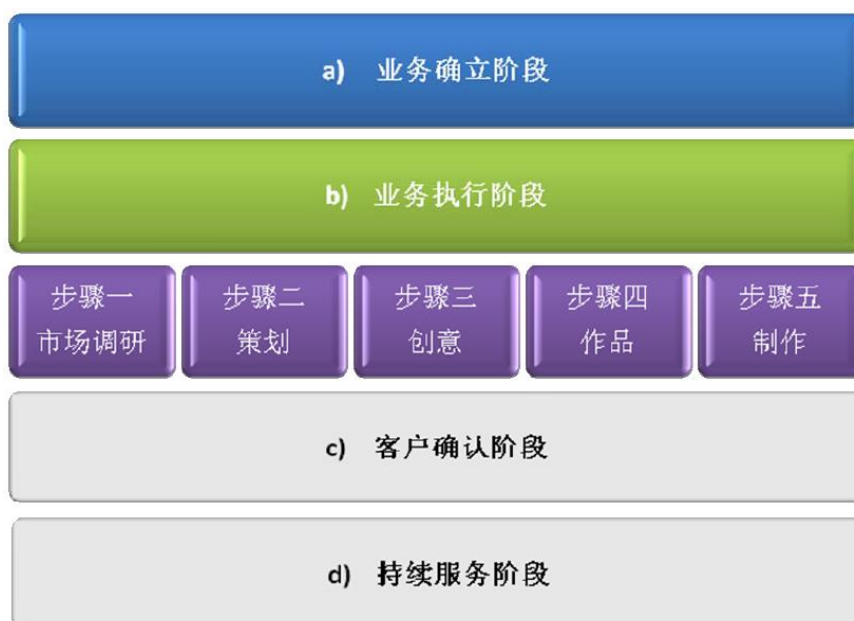 a) 业务确立阶段
b) 业务执行阶段
步骤一
市场调研
步骤二
策划
步骤三
创意
步骤四
作品
步骤五
制作
c) 客户确认阶段
d) 持续服务阶段